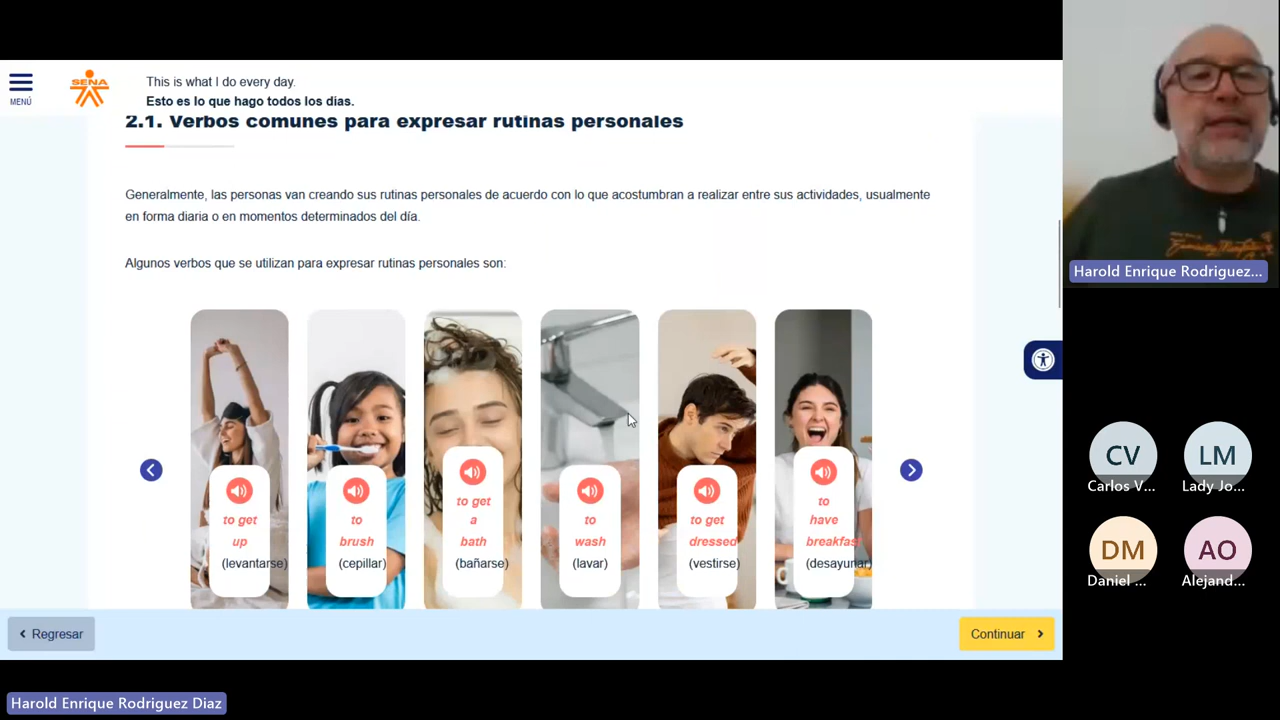 MENÚ
SENA
This is what I do every day.
Esto es lo que hago todos los dias.
2.1. Verbos comunes para expresar rutinas personales
Generalmente, las personas van creando sus rutinas personales de acuerdo con lo que acostumbran a realizar entre sus actividades, usualmente
en forma diaria o en momentos determinados del día.
Algunos verbos que se utilizan para expresar rutinas personales son:
to get
up
(levantarse)
to
brush
(cepillar)
to get
a
bath
(bañarse)
to
wash
(lavar)
to get
dressed
(vestirse)
to
have
breakfast
(desayunar)
Regresar
Continuar
Harold Enrique Rodriguez...
CV
Carlos V...
LM
Lady Jo...
DM
Daniel ...
AO
Alejand...
Harold Enrique Rodriguez Diaz